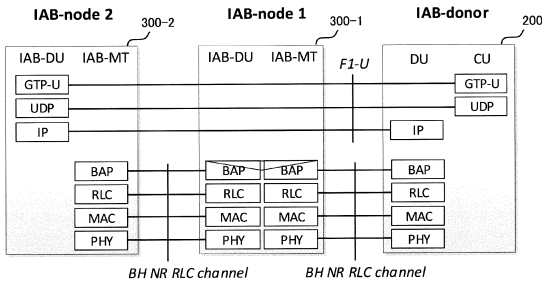 IAB-node 2 IAB-node 1 IAB-donor
300-2 300-1 200
IAB-DU IAB-MT IAB-DU IAB-MT F1-U DU CU
GTP-U GTP-U
UDP UDP
IP IP
BAP BAP BAP BAP
RLC RLC RLC RLC
MAC MAC MAC MAC
PHY PHY PHY PHY
BH NR RLC channel BH NR RLC channel